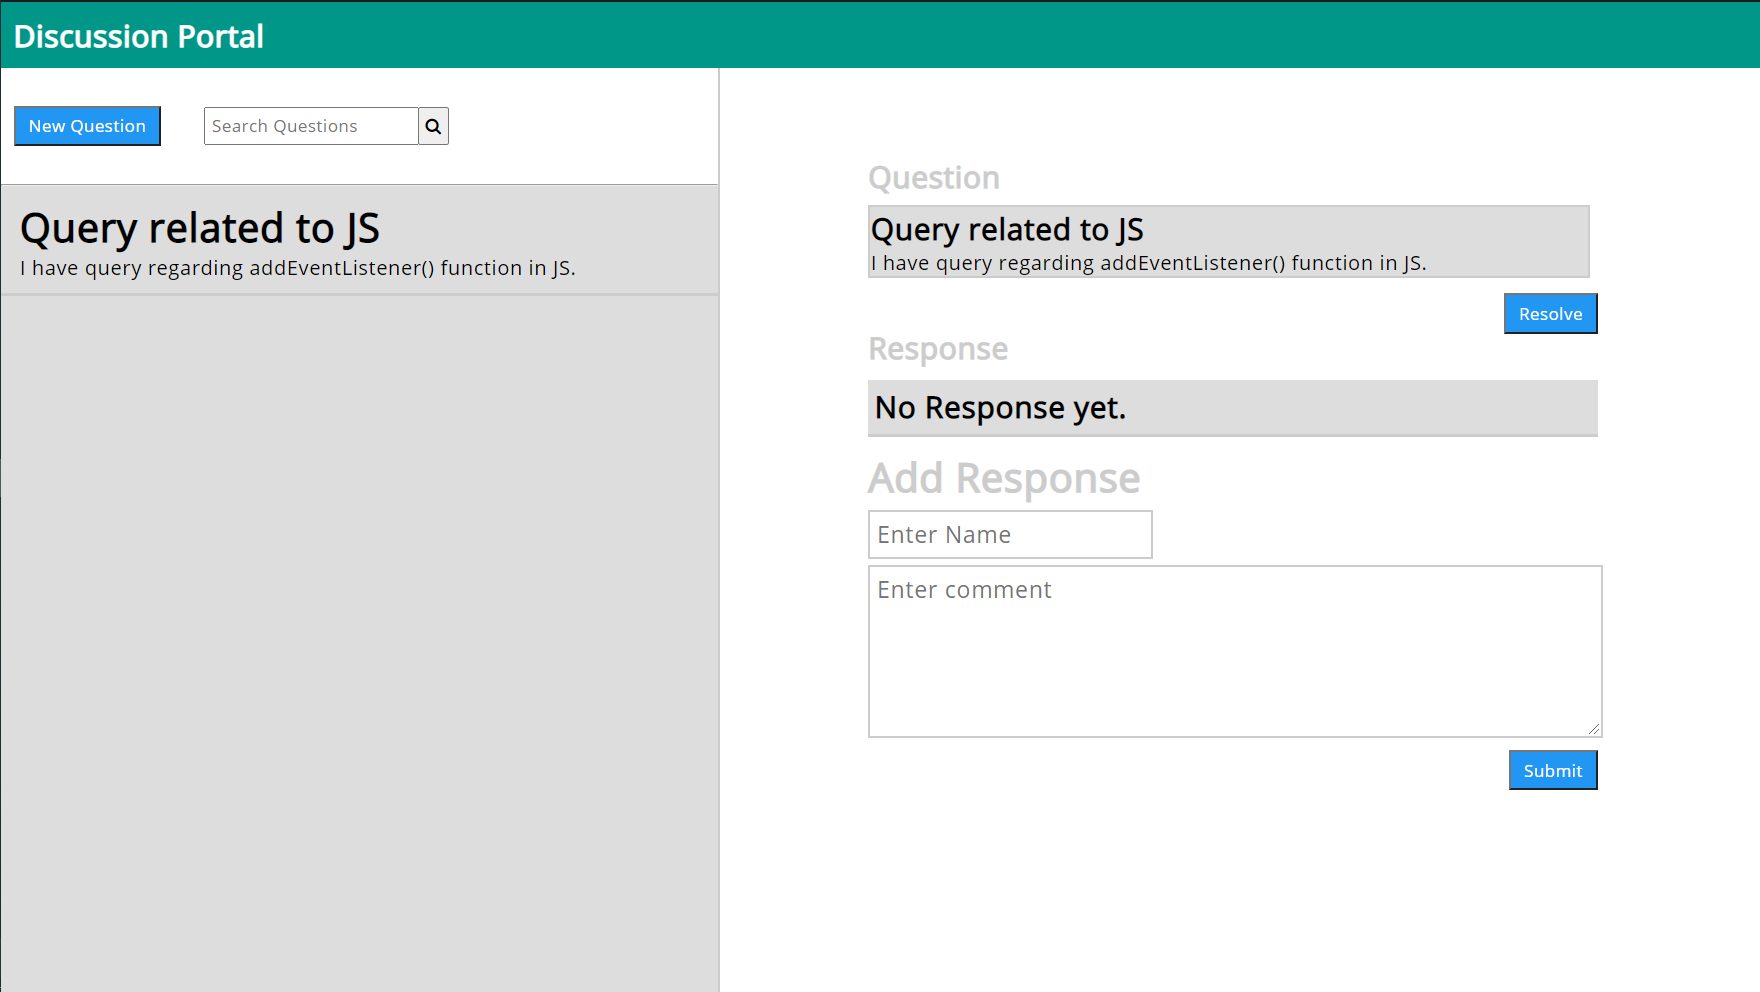 Discussion Portal
New Question
Search Questions
Query related to JS
I have query regarding addEventListener() function in JS.
Question
Query related to JS
I have query regarding addEventListener() function in JS.
Resolve
Response
No Response yet.
Add Response
Enter Name
Enter comment
Submit